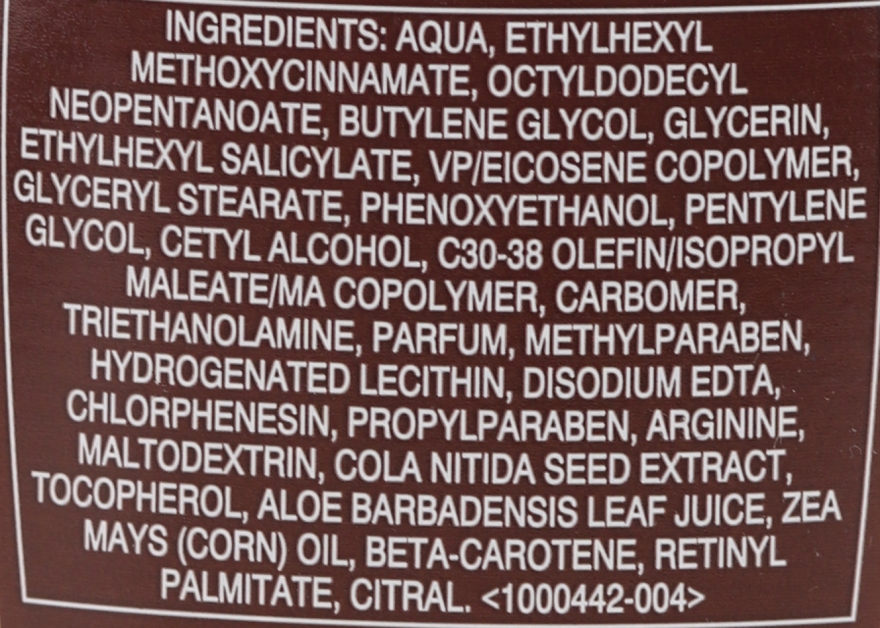 INGREDIENTS: AQUA, ETHYLHEXYL
METHOXYCINNAMATE, OCTYLDODECYL
NEOPENTANOATE, BUTYLENE GLYCOL, GLYCERIN,
ETHYLHEXYL SALICYLATE, VP/EICOSENE COPOLYMER,
GLYCERYL STEARATE, PHENOXYETHANOL, PENTYLENE
GLYCOL, CETYL ALCOHOL, C30-38 OLEFIN/ISOPROPYL
MALEATE/MA COPOLYMER, CARBOMER,
TRIETHANOLAMINE, PARFUM, METHYLPARABEN,
HYDROGENATED LECITHIN, DISODIUM EDTA,
CHLORPHENESIN, PROPYLPARABEN, ARGININE,
MALTODEXTRIN, COLA NITIDA SEED EXTRACT,
TOCOPHEROL, ALOE BARBADENSIS LEAF JUICE, ZEA
MAYS (CORN) OIL, BETA-CAROTENE, RETINYL
PALMITATE, CITRAL. <1000442-004>